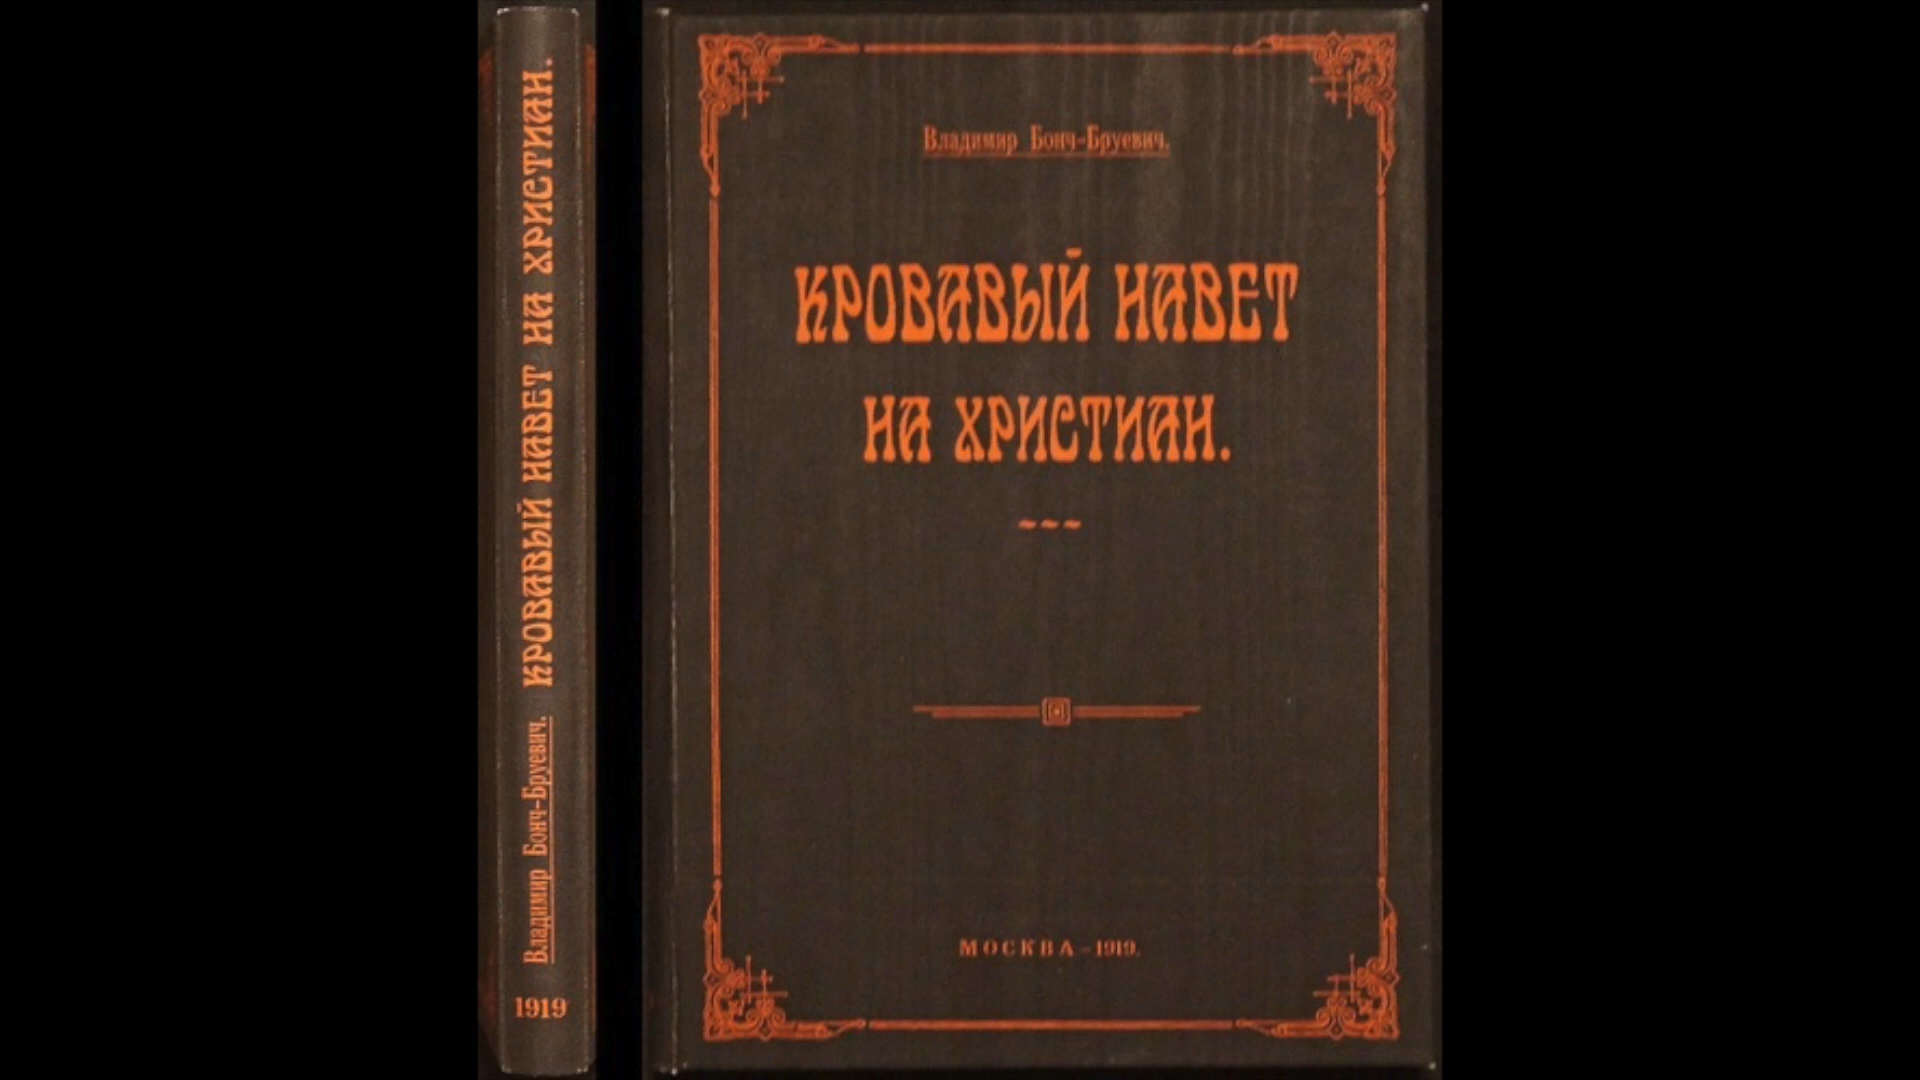 Владимир Бонч-Бруевич. КРОВАВЫЙ НАВЕТ НА ХРИСТИАН.
1919
Владимир Бонч-Бруевич.
КРОВАВЫЙ НАВЕТ
НА ХРИСТИАН.
МОСКВА – 1919.